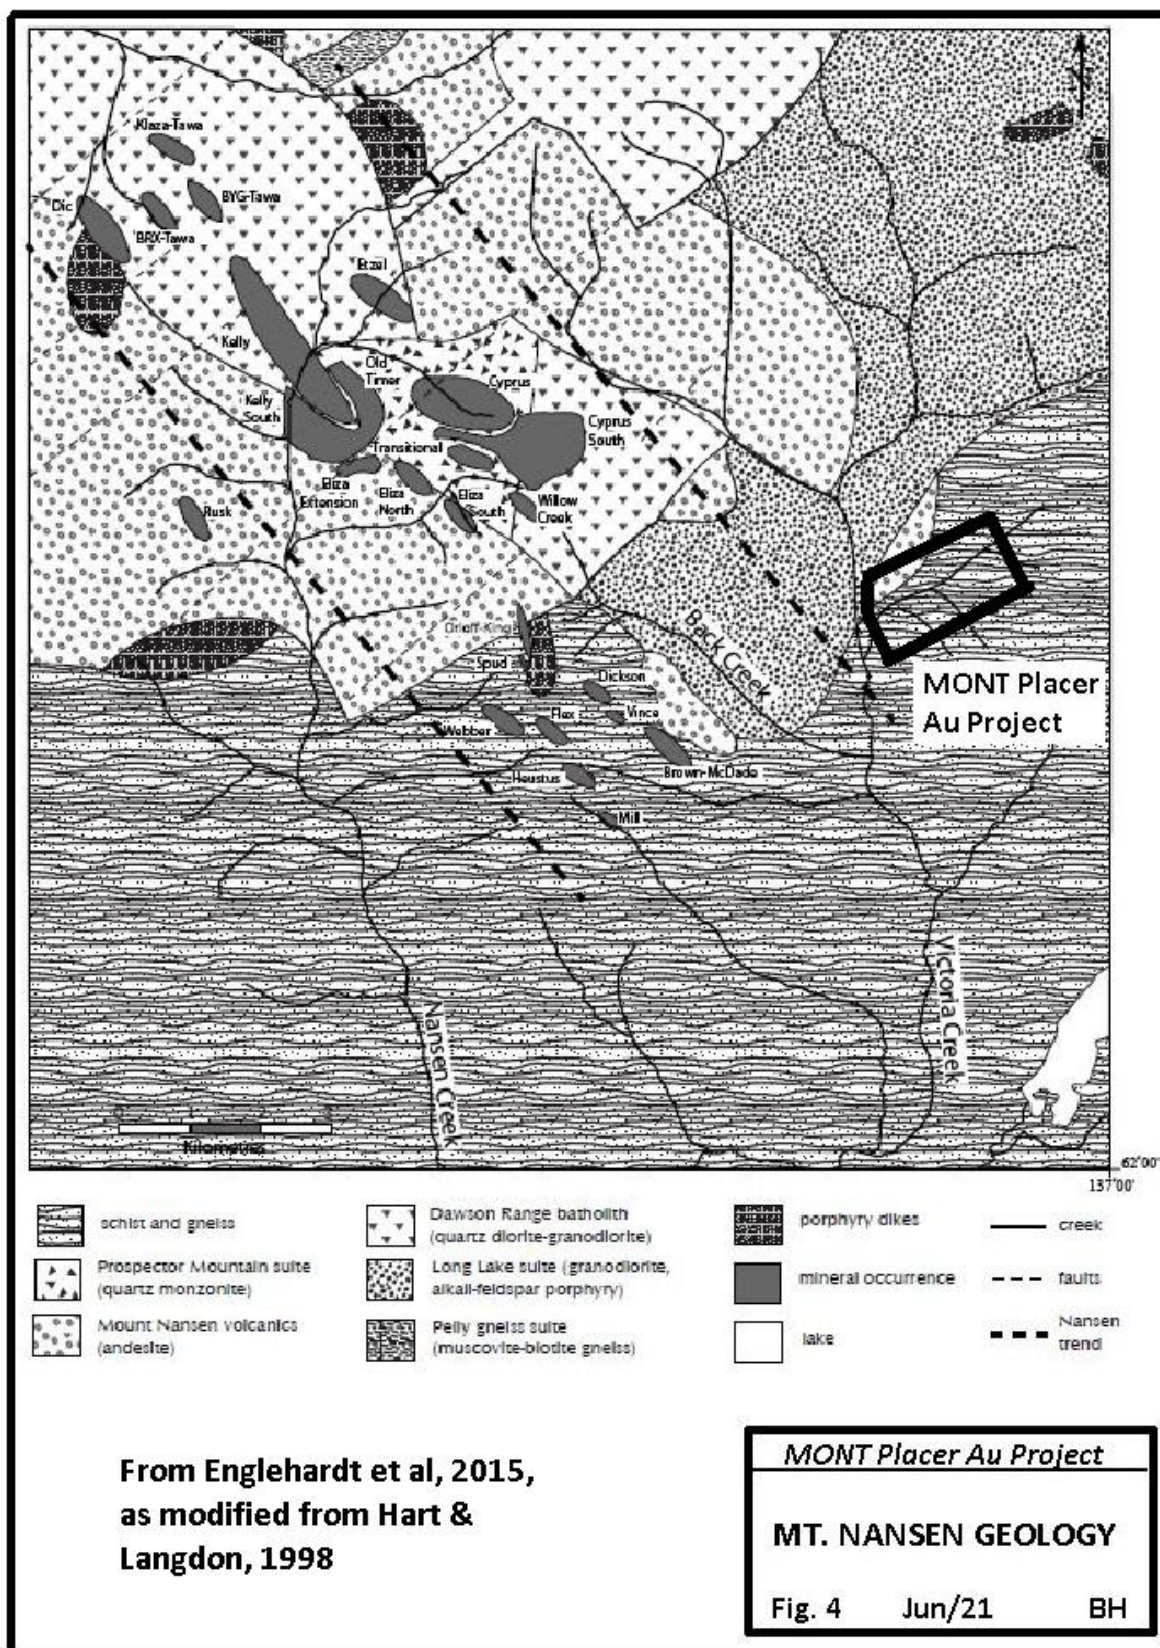 Klaza-Tawa
BYG-Tawa
Dic
BRX-Tawa
Etzel
Kelly
Old
Timer
Cyprus
Kelly
South
Cyprus
South
Transitional
Eliza
Extension
Eliza
North
Eliza
South
Willow
Creek
Rusk
Back Creek
Orloff-King
Spud
Dickson
MONT Placer
Au Project
Webber
Flex
Vince
Heustus
Brown-McDade
Mill
Nansen Creek
Victoria Creek
Kilometres
62°00'
137°00'
schist and gneiss
Prospector Mountain suite
(quartz monzonite)
Mount Nansen volcanics
(andesite)
Dawson Range batholith
(quartz diorite-granodiorite)
Long Lake suite (granodiorite,
alkali-feldspar porphyry)
Pelly gneiss suite
(muscovite-biotite gneiss)
porphyry dikes
mineral occurrence
lake
creek
faults
Nansen
trend
From Englehardt et al, 2015,
as modified from Hart &
Langdon, 1998
MONT Placer Au Project
MT. NANSEN GEOLOGY
Fig. 4 Jun/21 BH